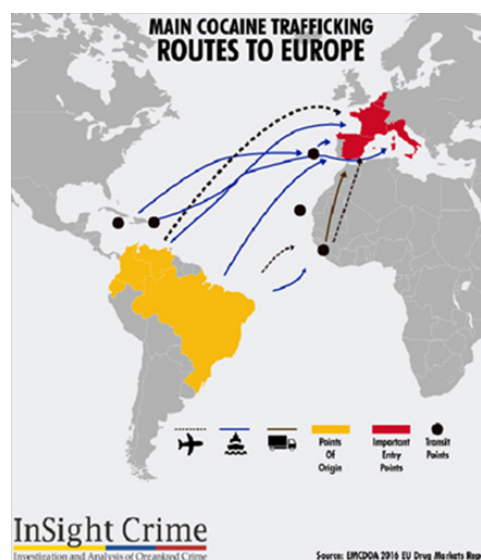 MAIN COCAINE TRAFFICKING
ROUTES TO EUROPE
Points
Of
Origin
Important
Entry
Points
Transit
Points
InSight Crime
Investigation and Analysis of Organized Crime
Source: EMCDDA 2016 EU Drug Markets Rep